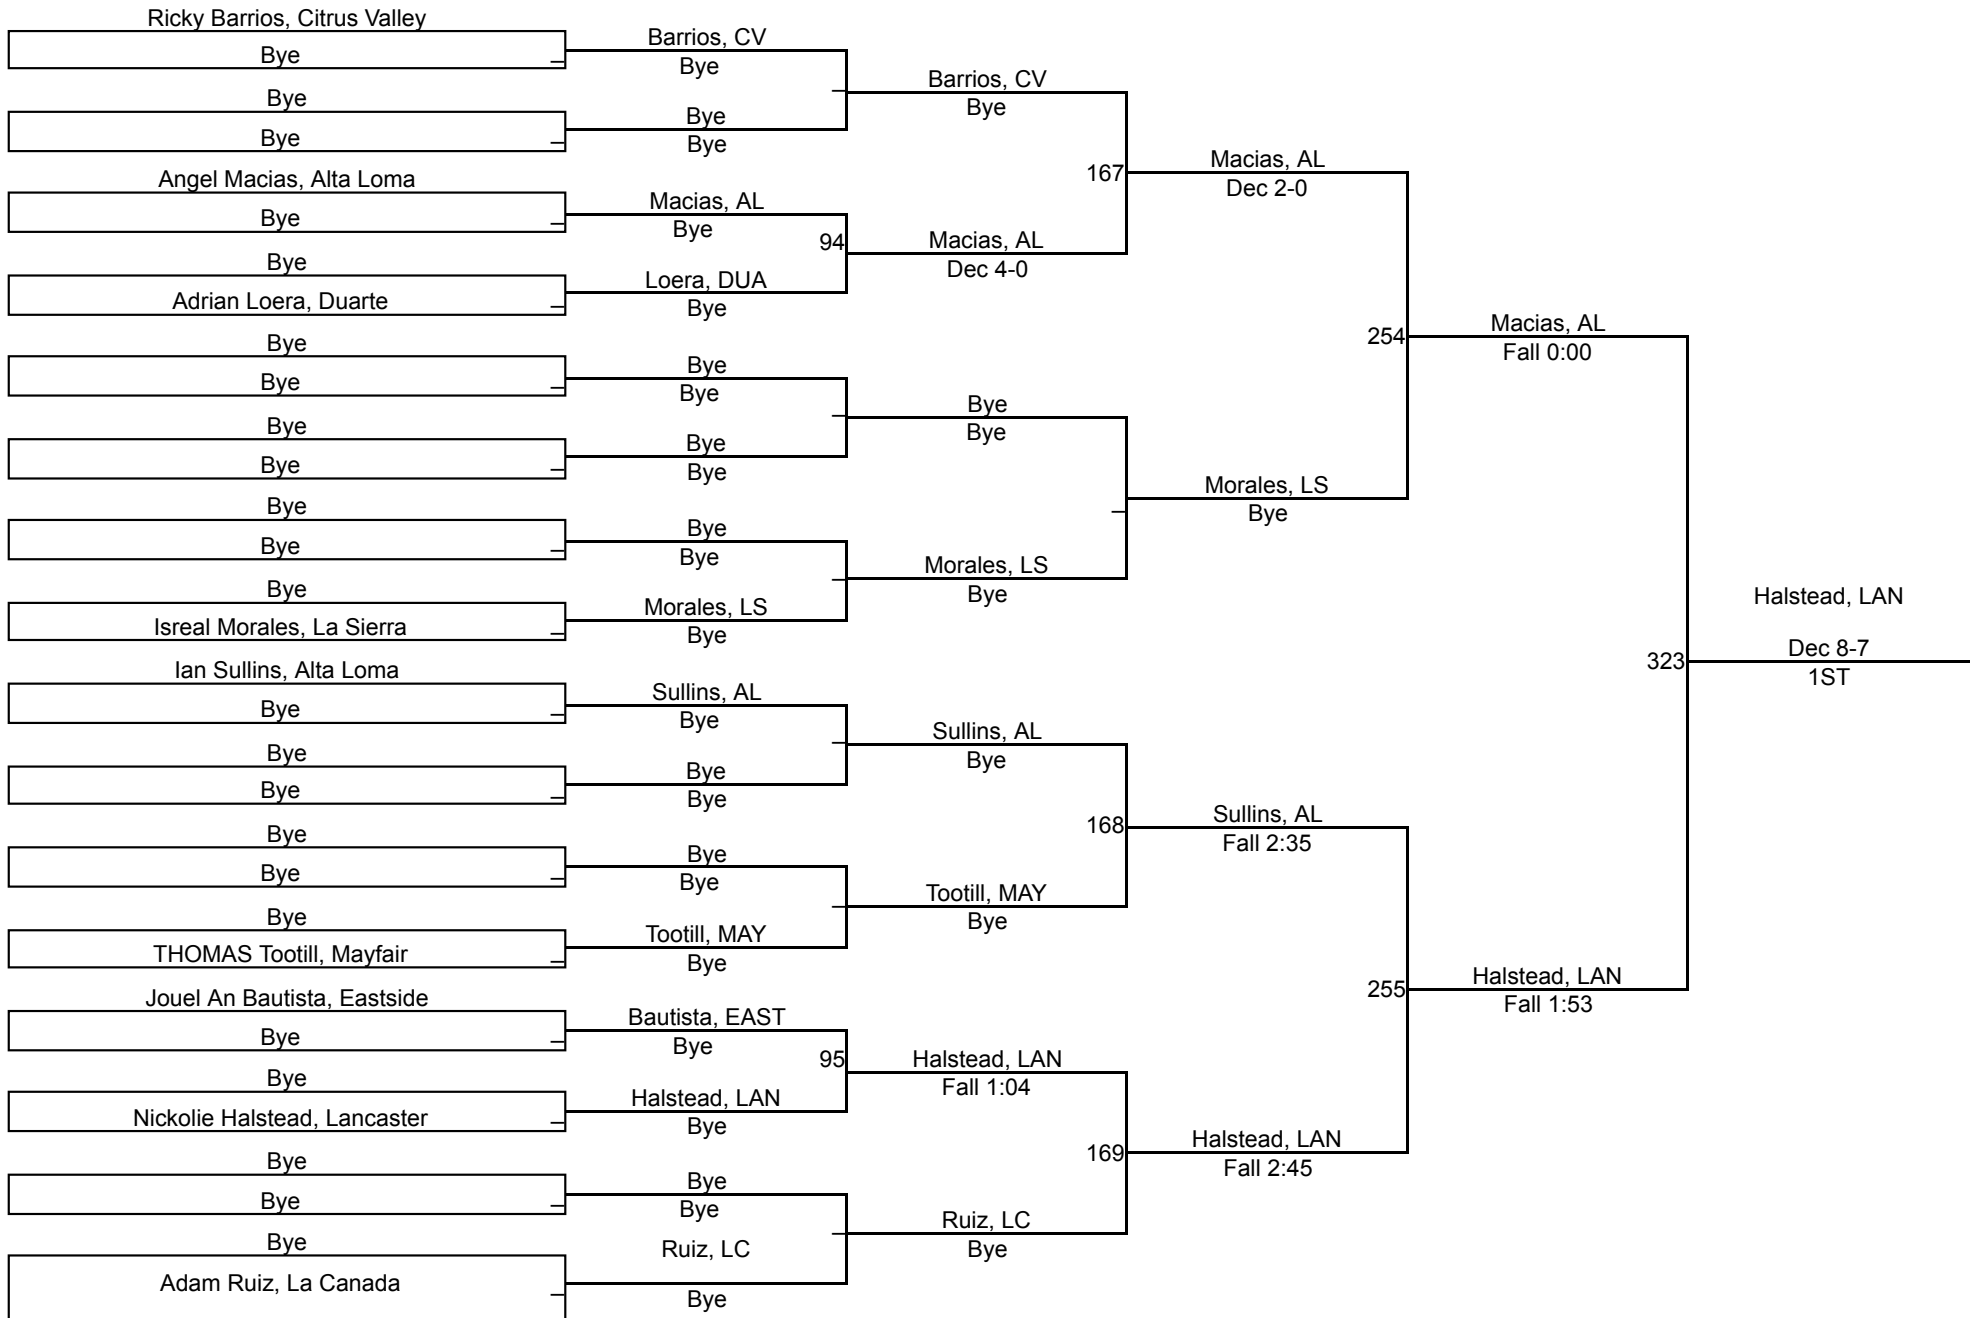 Ricky Barrios, Citrus Valley
Bye
Bye
Bye
Angel Macias, Alta Loma
Bye
Bye
Adrian Loera, Duarte
Bye
Bye
Bye
Bye
Bye
Bye
Bye
Isreal Morales, La Sierra
Ian Sullins, Alta Loma
Bye
Bye
Bye
Bye
Bye
Bye
THOMAS Tootill, Mayfair
Jouel An Bautista, Eastside
Bye
Bye
Nickolie Halstead, Lancaster
Bye
Bye
Bye
Adam Ruiz, La Canada
Barrios, CV
Bye
Bye
Bye
Macias, AL
Bye
94
Loera, DUA
Bye
Bye
Bye
Bye
Bye
Bye
Bye
Morales, LS
Bye
Sullins, AL
Bye
Bye
Bye
Bye
Bye
Tootill, MAY
Bye
Bautista, EAST
Bye
95
Halstead, LAN
Bye
Bye
Bye
Ruiz, LC
Bye
Barrios, CV
Bye
167
Macias, AL
Dec 4-0
Bye
Bye
Morales, LS
Bye
Sullins, AL
Bye
168
Tootill, MAY
Bye
Halstead, LAN
Fall 1:04
169
Ruiz, LC
Bye
Macias, AL
Dec 2-0
254
Morales, LS
Bye
Sullins, AL
Fall 2:35
255
Halstead, LAN
Fall 2:45
Macias, AL
Fall 0:00
323
Halstead, LAN
Fall 1:53
Halstead, LAN
Dec 8-7
1ST